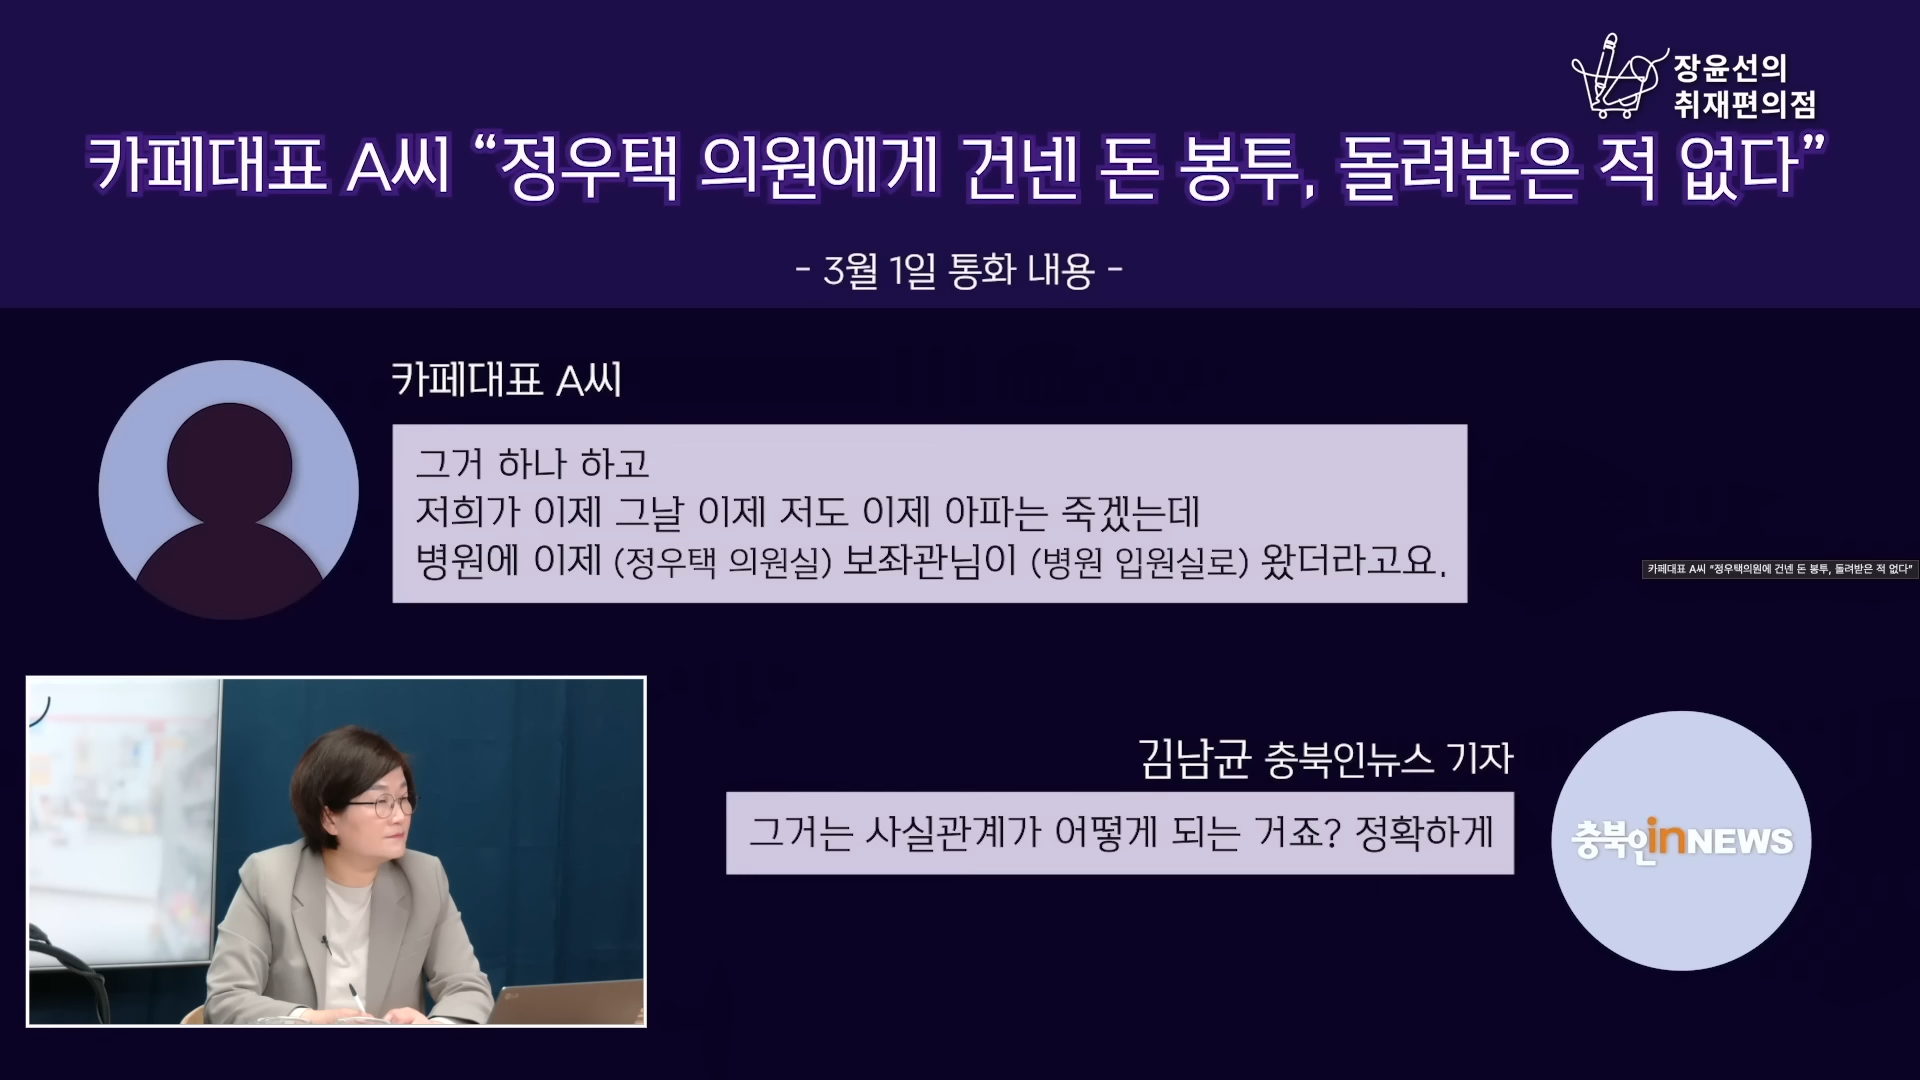 장윤선의
취재편의점
카페대표 A씨 “정우택 의원에게 건넨 돈 봉투, 돌려받은 적 없다”
- 3월 1일 통화 내용 -
카페대표 A씨
그거 하나 하고
저희가 이제 그날 이제 저도 이제 아파는 죽겠는데
병원에 이제 (정우택 의원실) 보좌관님이 (병원 입원실로) 왔더라고요.
카페대표 A씨 “정우택의원에 건넨 돈 봉투, 돌려받은 적 없다”
김남균 충북인뉴스 기자
그거는 사실관계가 어떻게 되는 거죠? 정확하게
충북인inNEWS
LG